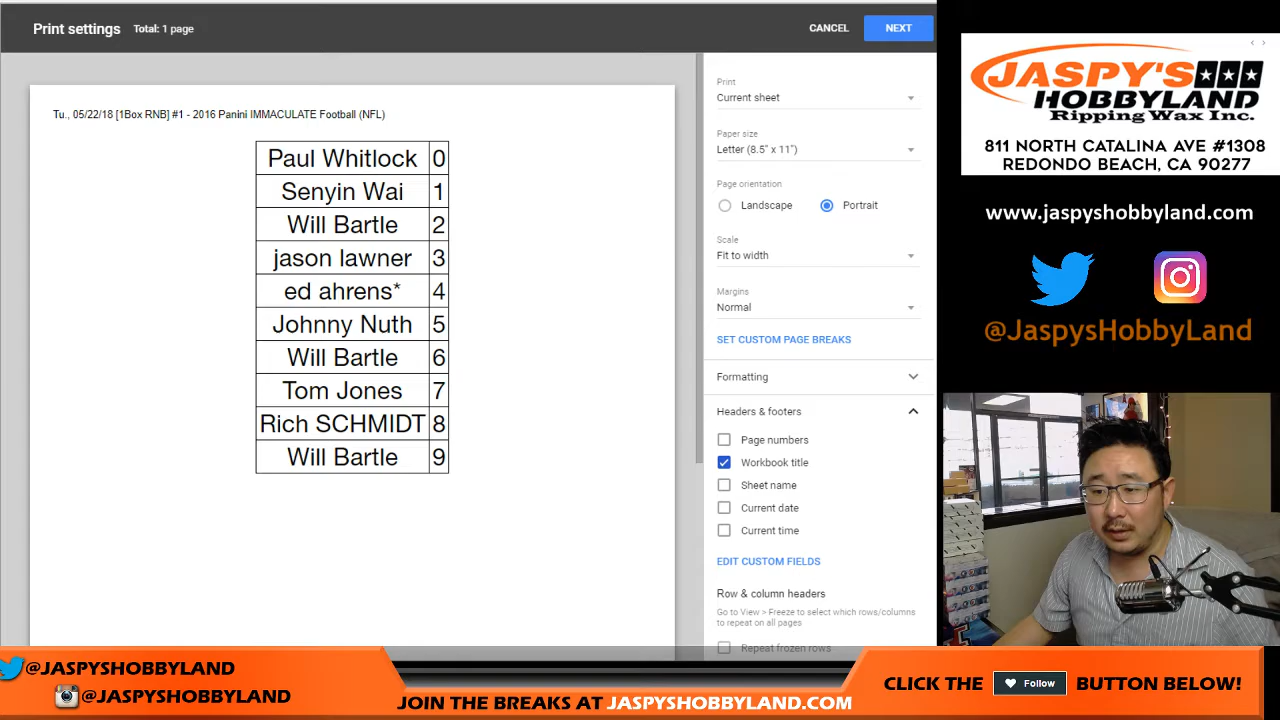 Print settings
Total: 1 page
CANCEL
NEXT
Tu., 05/22/18 [1Box RNB] #1 - 2016 Panini IMMACULATE Football (NFL)
Paul Whitlock 0
Senyin Wai 1
Will Bartle 2
jason lawner 3
ed ahrens* 4
Johnny Nuth 5
Will Bartle 6
Tom Jones 7
Rich SCHMIDT 8
Will Bartle 9
Print
Current sheet
Paper size
Letter (8.5" x 11")
Page orientation
Landscape
Portrait
Scale
Fit to width
Margins
Normal
SET CUSTOM PAGE BREAKS
Formatting
Headers & footers
Page numbers
Workbook title
Sheet name
Current date
Current time
EDIT CUSTOM FIELDS
Row & column headers
Go to View > Freeze to select which rows/columns
to repeat on all pages
Repeat frozen rows
JASPY'S
HOBBYLAND
Ripping Wax Inc.
811 NORTH CATALINA AVE #1308
REDONDO BEACH, CA 90277
www.jaspyshobbyland.com
@JaspysHobbyLand
@JASPYSHOBBYLAND
@JASPYSHOBBYLAND
JOIN THE BREAKS AT JASPYSHOBBYLAND.COM
CLICK THE Follow BUTTON BELOW!